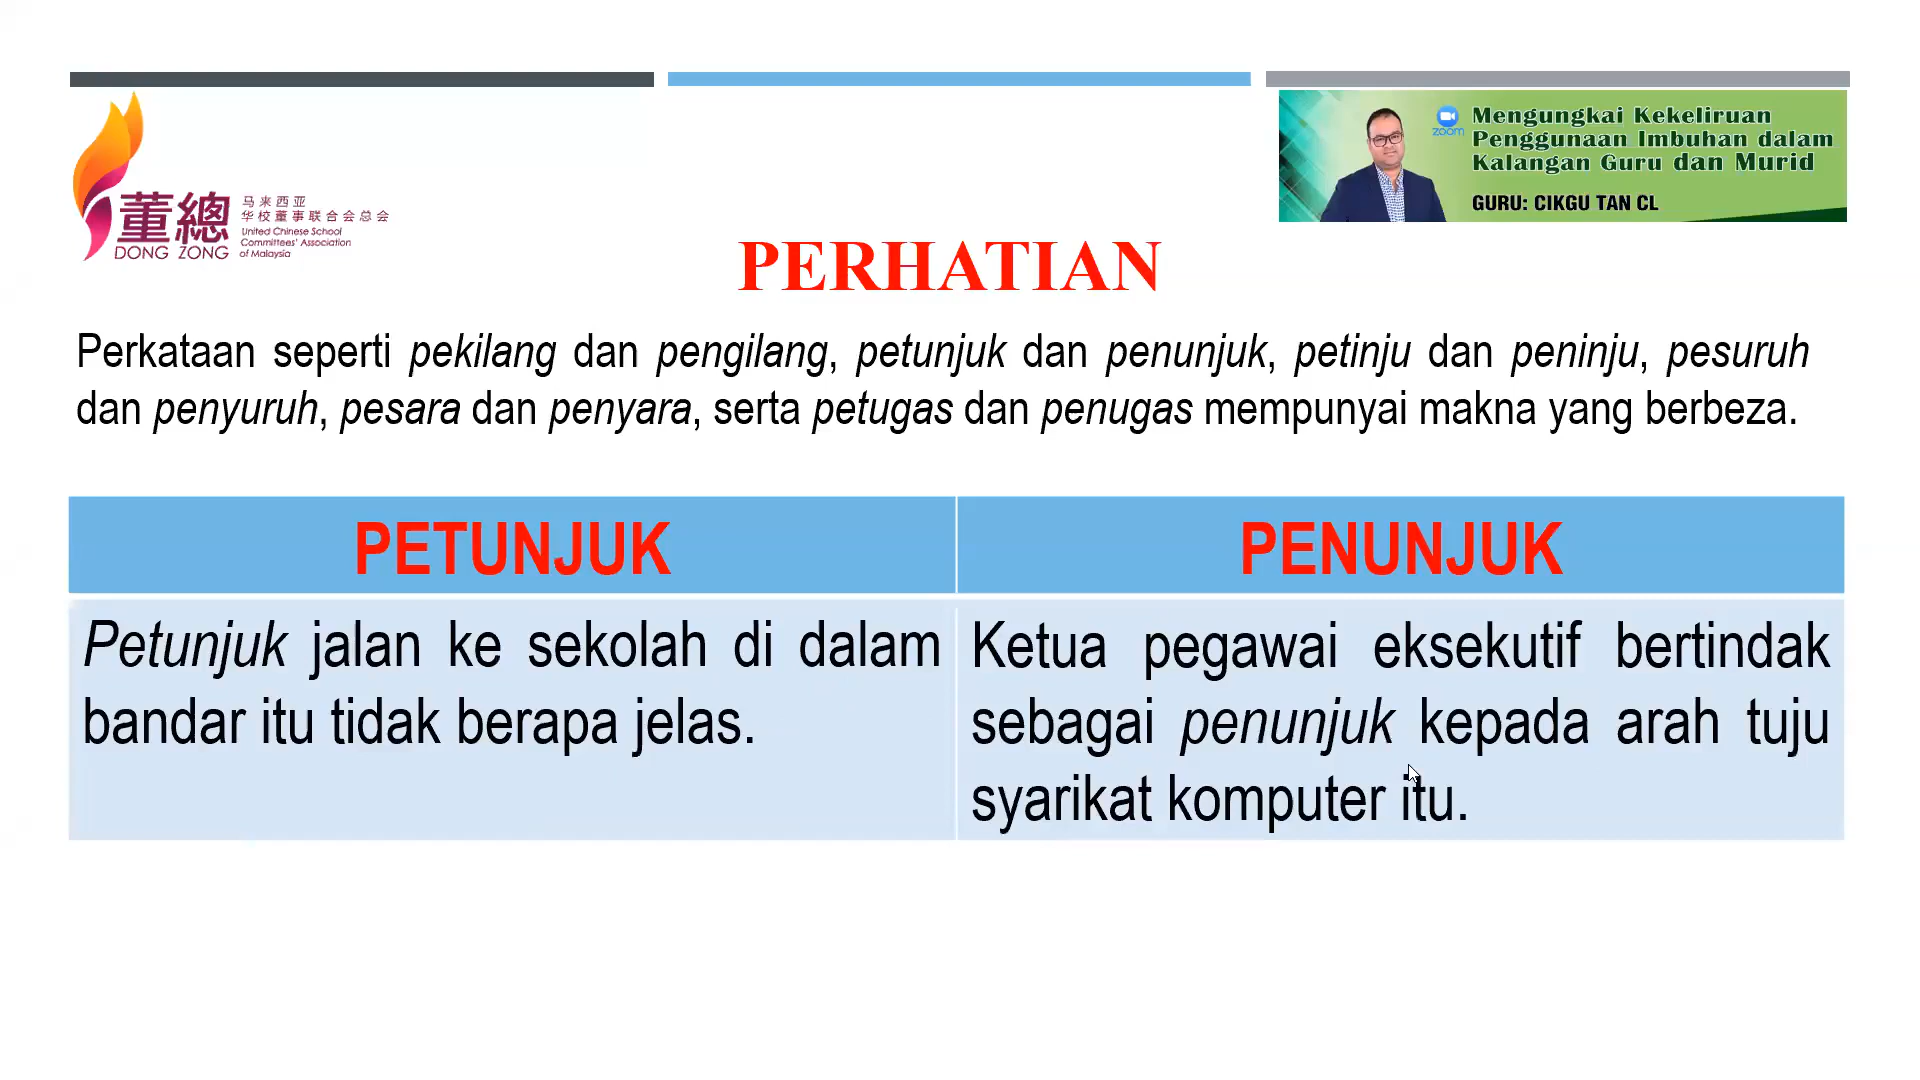 董總
DONG ZONG
马来西亚
华校董事联合会总会
United Chinese School
Committees' Association
of Malaysia
zoom
Mengungkai Kekeliruan
Penggunaan Imbuhan dalam
Kalangan Guru dan Murid
GURU: CIKGU TAN CL
PERHATIAN
Perkataan seperti pekilang dan pengilang, petunjuk dan penunjuk, petinju dan peninju, pesuruh
dan penyuruh, pesara dan penyara, serta petugas dan penugas mempunyai makna yang berbeza.
PETUNJUK
PENUNJUK
Petunjuk jalan ke sekolah di dalam
bandar itu tidak berapa jelas.
Ketua pegawai eksekutif bertindak
sebagai penunjuk kepada arah tuju
syarikat komputer itu.